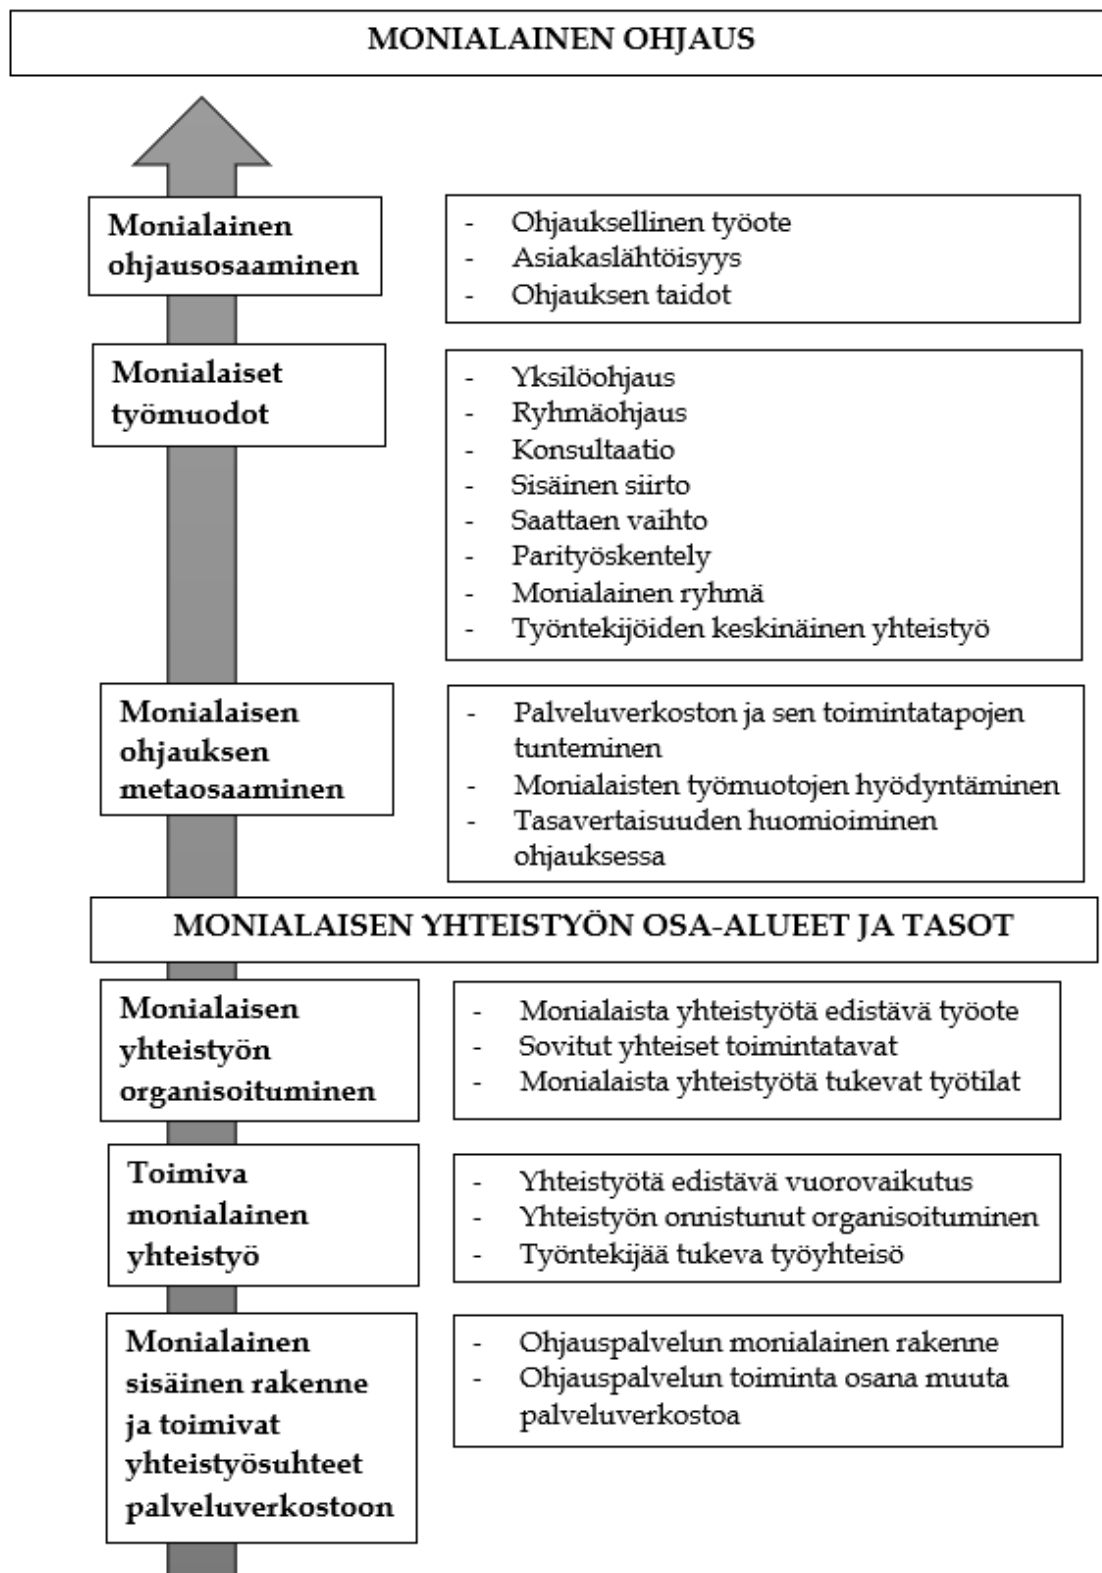 MONIALAINEN OHJAUS
Monialainen
ohjausosaaminen
- Ohjauksellinen työote
- Asiakaslähtöisyys
- Ohjauksen taidot
Monialaiset
työmuodot
- Yksilöohjaus
- Ryhmäohjaus
- Konsultaatio
- Sisäinen siirto
- Saattaen vaihto
- Parityöskentely
- Monialainen ryhmä
- Työntekijöiden keskinäinen yhteistyö
Monialaisen
ohjauksen
metaosaaminen
- Palveluverkoston ja sen toimintatapojen
tunteminen
- Monialaisten työmuotojen hyödyntäminen
- Tasavertaisuuden huomioiminen
ohjauksessa
MONIALAISEN YHTEISTYÖN OSA-ALUEET JA TASOT
Monialaisen
yhteistyön
organisoituminen
- Monialaista yhteistyötä edistävä työote
- Sovitut yhteiset toimintatavat
- Monialaista yhteistyötä tukevat työtilat
Toimiva
monialainen
yhteistyö
- Yhteistyötä edistävä vuorovaikutus
- Yhteistyön onnistunut organisoituminen
- Työntekijää tukeva työyhteisö
Monialainen
sisäinen rakenne
ja toimivat
yhteistyösuhteet
palveluverkostoon
- Ohjauspalvelun monialainen rakenne
- Ohjauspalvelun toiminta osana muuta
palveluverkostoa